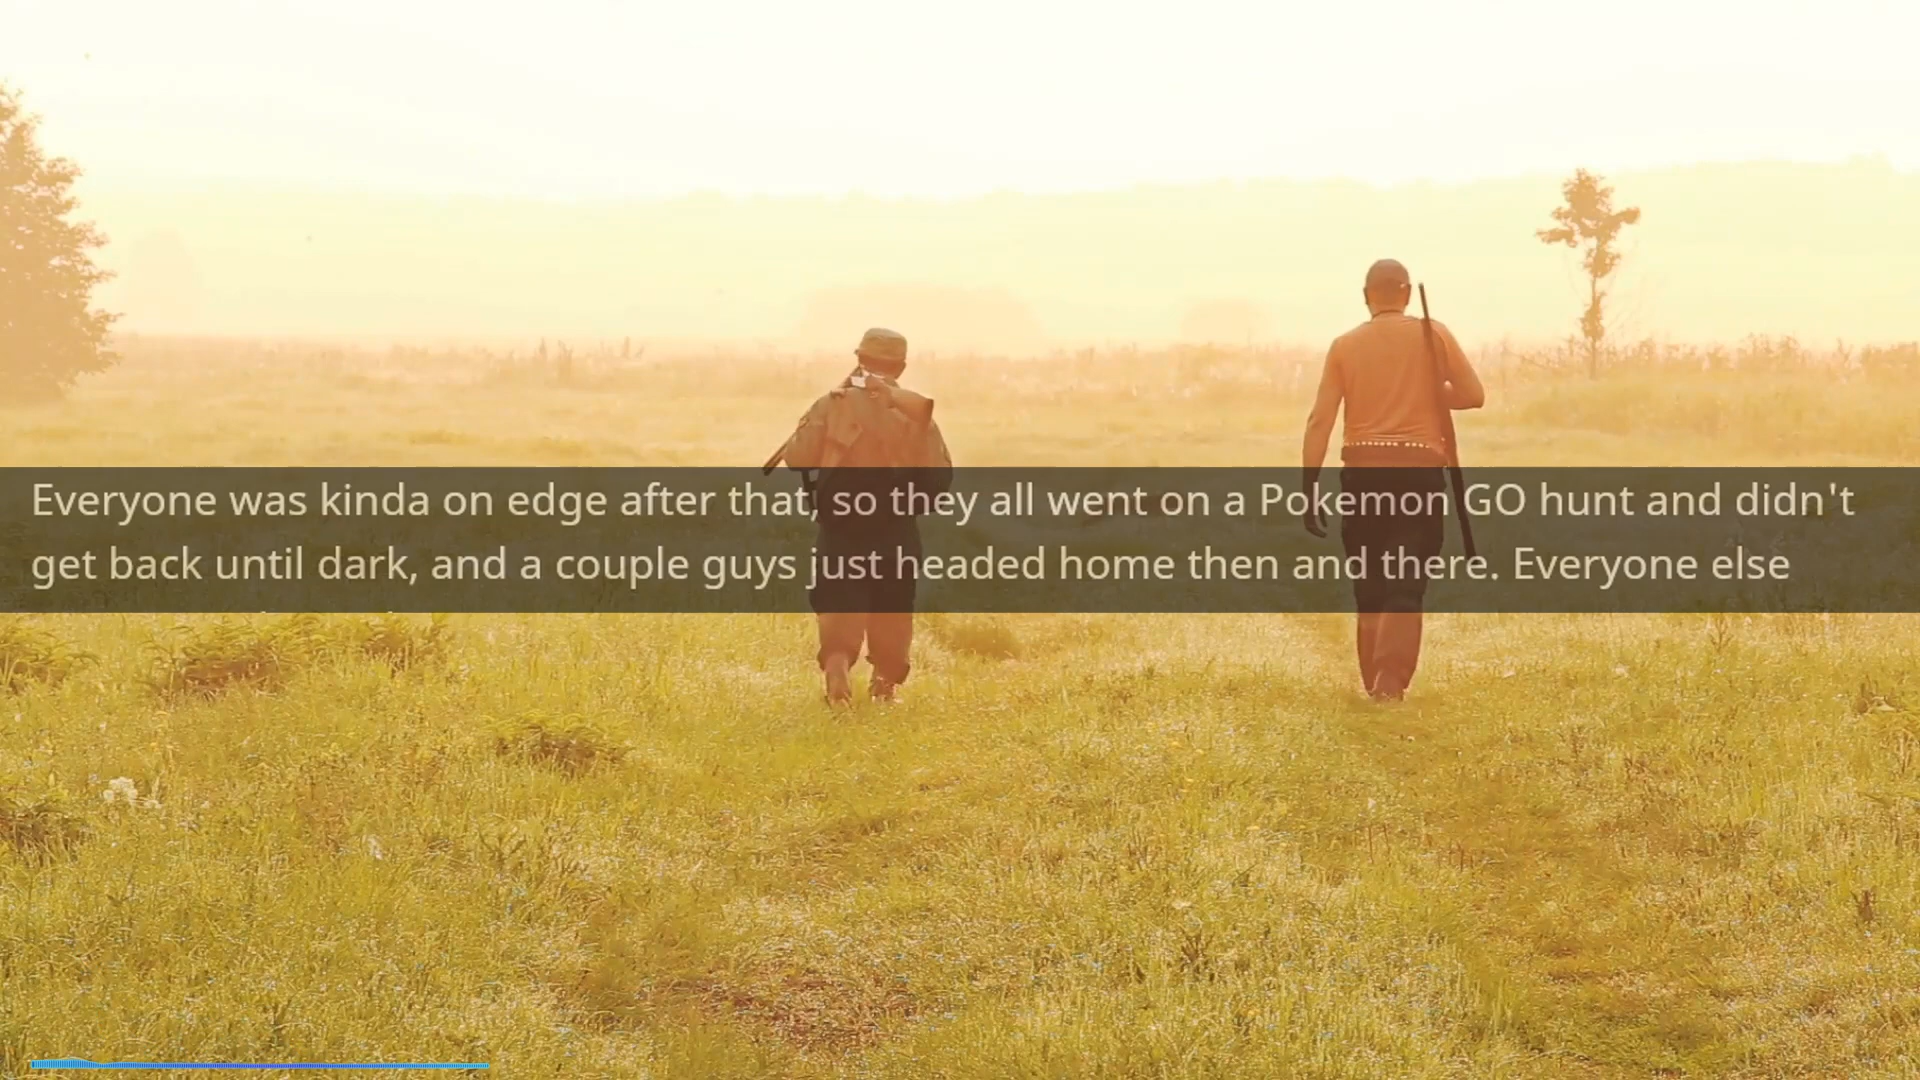 Everyone was kinda on edge after that, so they all went on a Pokemon GO hunt and didn't
get back until dark, and a couple guys just headed home then and there. Everyone else